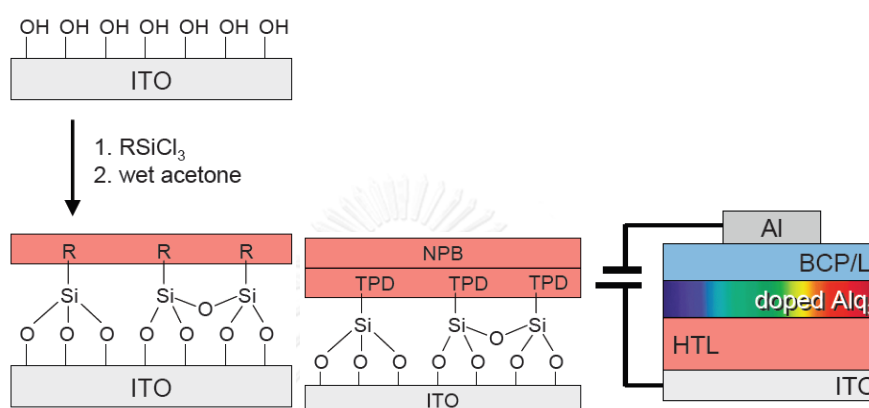 OH OH OH OH OH OH OH
ITO
1. RSiCl3
2. wet acetone
R R R
Si Si Si
O
O O O O O O O
ITO
NPB
TPD TPD TPD
Si Si Si
O
O O O O O O O
ITO
Al
BCP/L
doped Alq
HTL
ITO